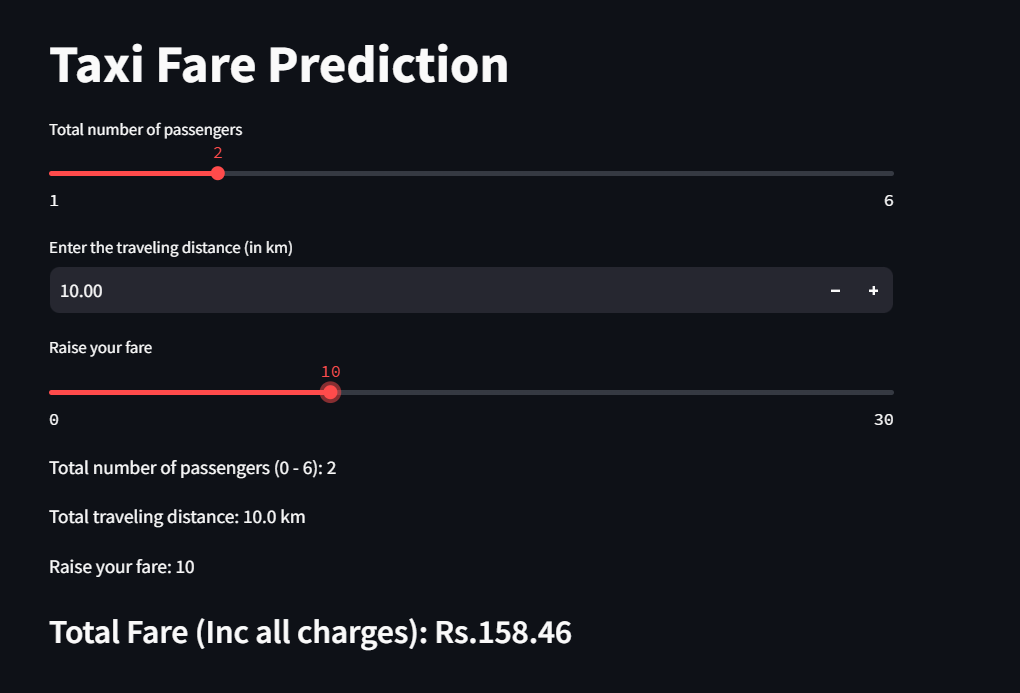 Taxi Fare Prediction
Total number of passengers
2
1 6
Enter the traveling distance (in km)
10.00 − +
Raise your fare
10
0 30
Total number of passengers (0 - 6): 2
Total traveling distance: 10.0 km
Raise your fare: 10
Total Fare (Inc all charges): Rs.158.46